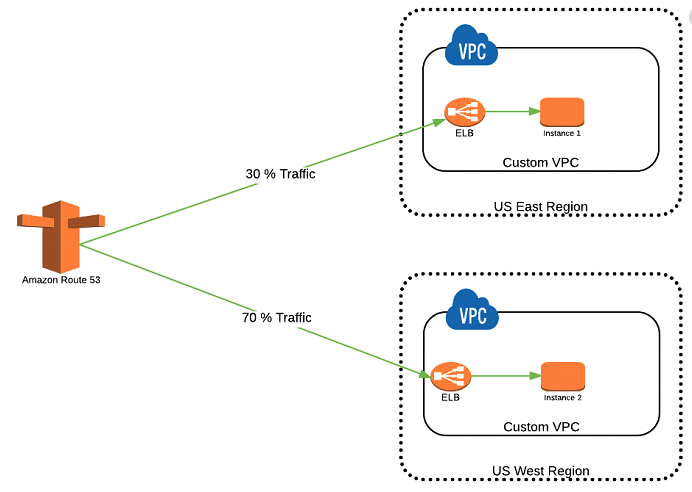 VPC
ELB
Instance 1
Custom VPC
US East Region
30 % Traffic
Amazon Route 53
70 % Traffic
VPC
ELB
Instance 2
Custom VPC
US West Region